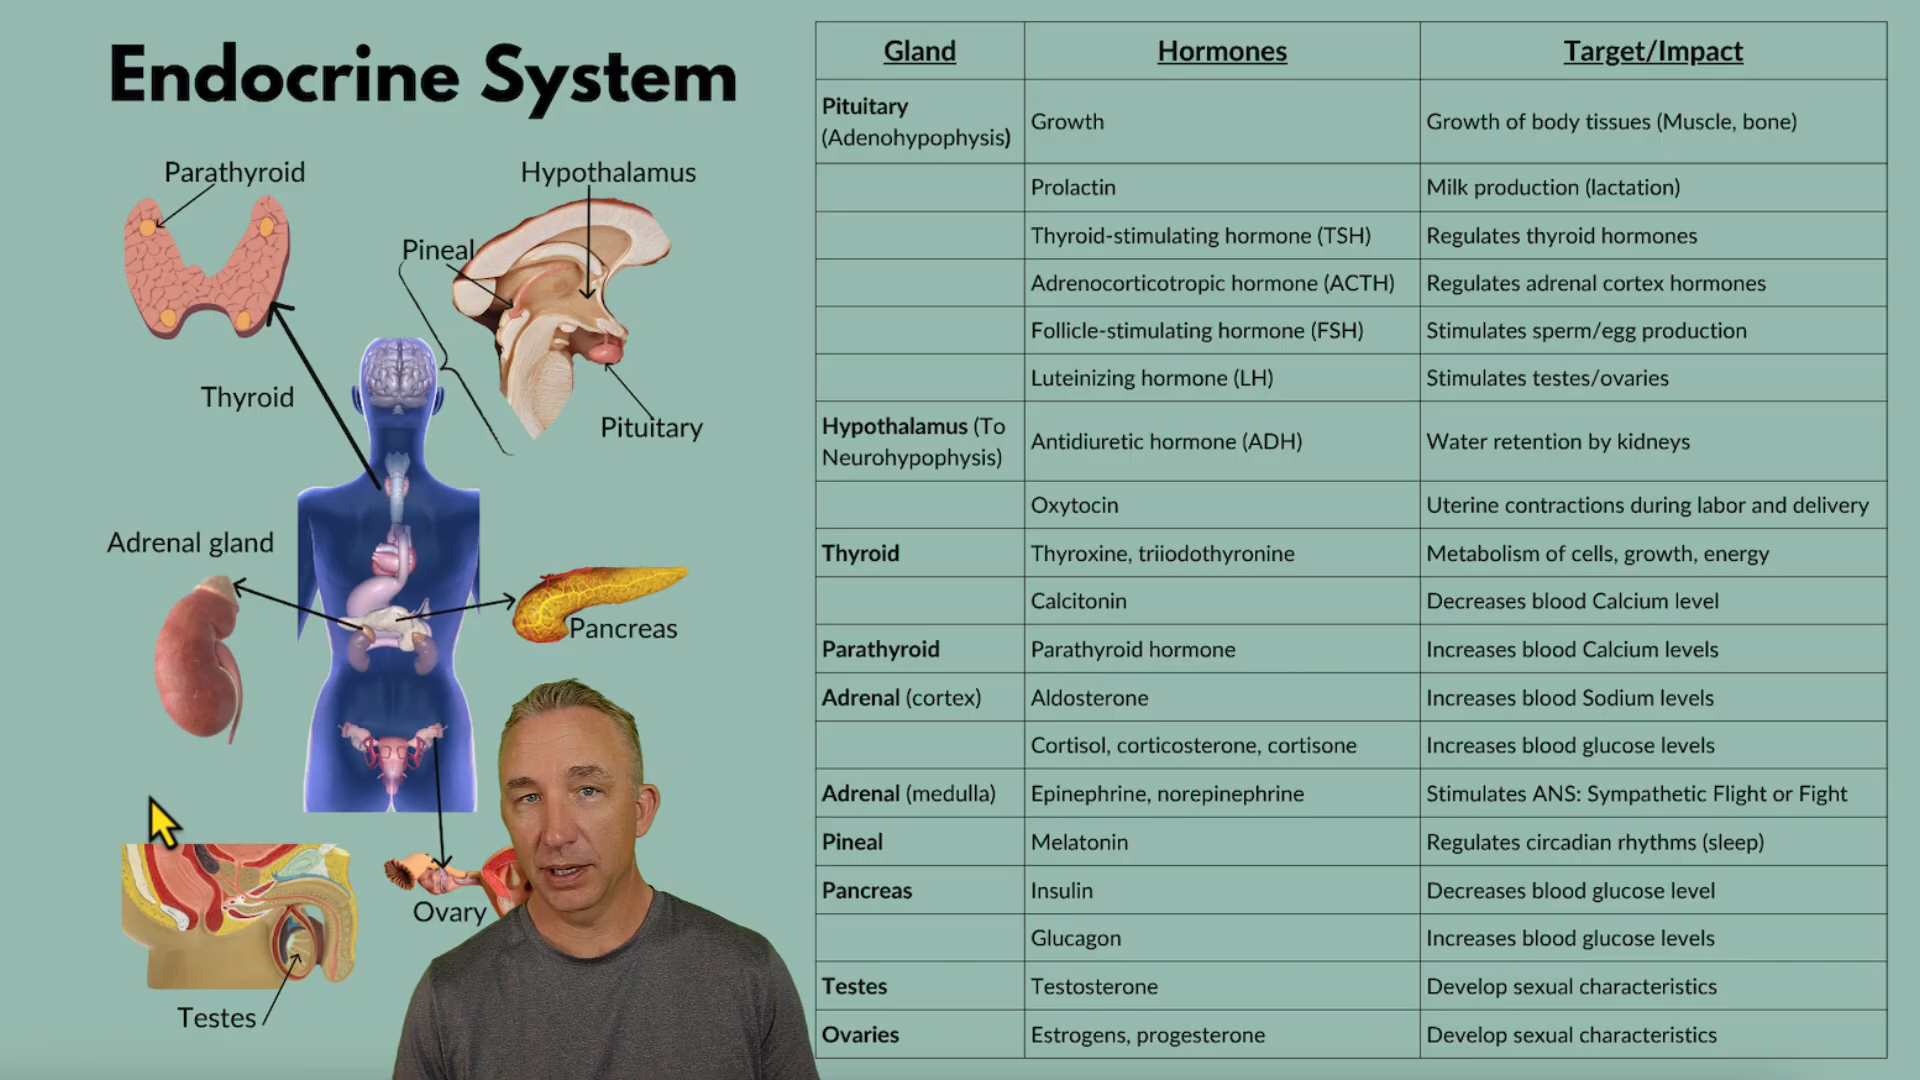 Endocrine System
Parathyroid
Hypothalamus
Pineal
Thyroid
Pituitary
Adrenal gland
Pancreas
Ovary
Testes
Gland Hormones Target/Impact
Pituitary
(Adenohypophysis) Growth Growth of body tissues (Muscle, bone)
Prolactin Milk production (lactation)
Thyroid-stimulating hormone (TSH) Regulates thyroid hormones
Adrenocorticotropic hormone (ACTH) Regulates adrenal cortex hormones
Follicle-stimulating hormone (FSH) Stimulates sperm/egg production
Luteinizing hormone (LH) Stimulates testes/ovaries
Hypothalamus (To
Neurohypophysis) Antidiuretic hormone (ADH) Water retention by kidneys
Oxytocin Uterine contractions during labor and delivery
Thyroid Thyroxine, triiodothyronine Metabolism of cells, growth, energy
Calcitonin Decreases blood Calcium level
Parathyroid Parathyroid hormone Increases blood Calcium levels
Adrenal (cortex) Aldosterone Increases blood Sodium levels
Cortisol, corticosterone, cortisone Increases blood glucose levels
Adrenal (medulla) Epinephrine, norepinephrine Stimulates ANS: Sympathetic Flight or Fight
Pineal Melatonin Regulates circadian rhythms (sleep)
Pancreas Insulin Decreases blood glucose level
Glucagon Increases blood glucose levels
Testes Testosterone Develop sexual characteristics
Ovaries Estrogens, progesterone Develop sexual characteristics